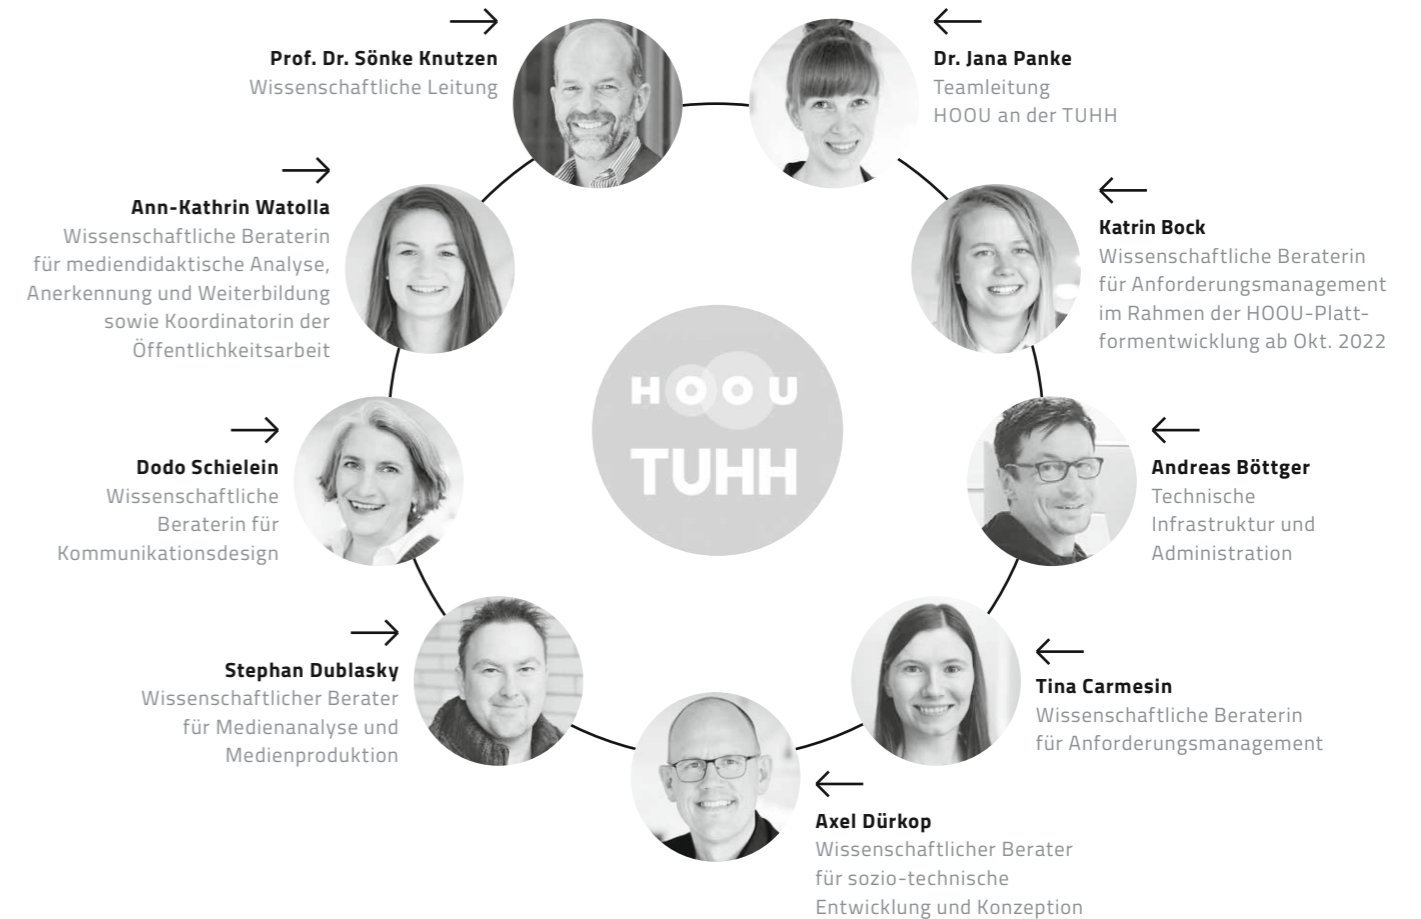 Prof. Dr. Sönke Knutzen
Wissenschaftliche Leitung
Dr. Jana Panke
Teamleitung
HOOU an der TUHH
Ann-Kathrin Watolla
Wissenschaftliche Beraterin
für mediendidaktische Analyse,
Anerkennung und Weiterbildung
sowie Koordinatorin der
Öffentlichkeitsarbeit
Katrin Bock
Wissenschaftliche Beraterin
für Anforderungsmanagement
im Rahmen der HOOU-Platt-
formentwicklung ab Okt. 2022
HOOU
TUHH
Dodo Schielein
Wissenschaftliche
Beraterin für
Kommunikationsdesign
Andreas Böttger
Technische
Infrastruktur und
Administration
Stephan Dublasky
Wissenschaftlicher Berater
für Medienanalyse und
Medienproduktion
Tina Carmesin
Wissenschaftliche Beraterin
für Anforderungsmanagement
Axel Dürkop
Wissenschaftlicher Berater
für sozio-technische
Entwicklung und Konzeption